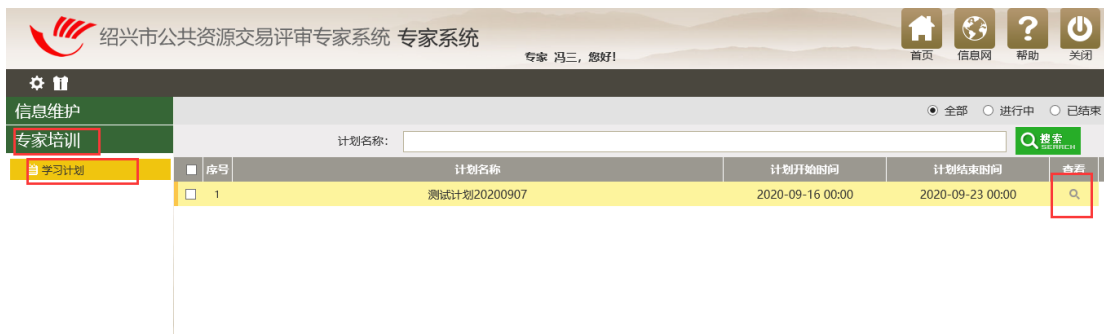 绍兴市公共资源交易评审专家系统 专家系统
专家 冯三，您好！
首页 信息网 帮助 关闭
信息维护
全部 进行中 已结束
专家培训
计划名称：
搜索
SEARCH
学习计划
序号 计划名称 计划开始时间 计划结束时间 查看
1 测试计划20200907 2020-09-16 00:00 2020-09-23 00:00